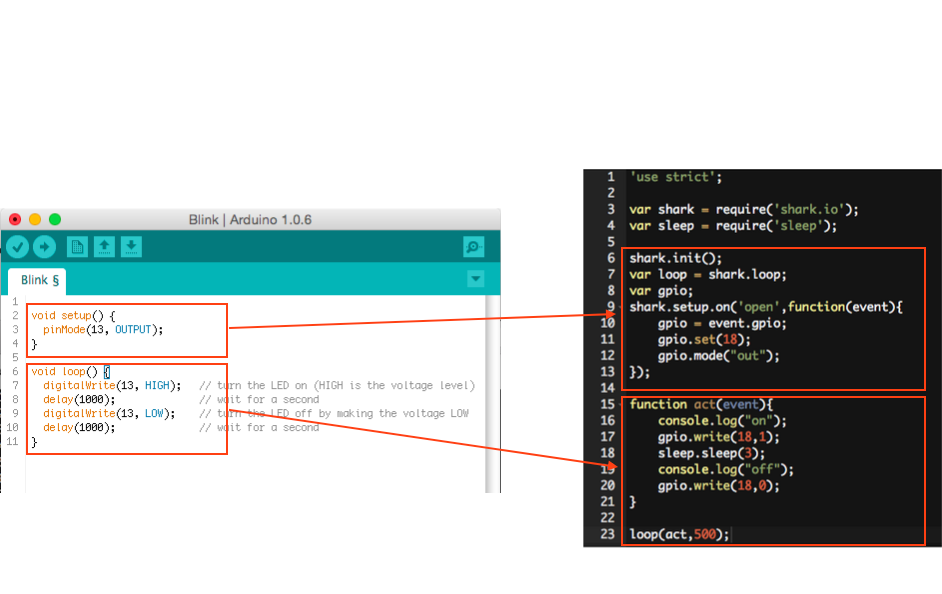 Blink | Arduino 1.0.6
Blink §
1
2 void setup() {
3 pinMode(13, OUTPUT);
4 }
5
6 void loop() {
7 digitalWrite(13, HIGH); // turn the LED on (HIGH is the voltage level)
8 delay(1000); // wait for a second
9 digitalWrite(13, LOW); // turn the LED off by making the voltage LOW
10 delay(1000); // wait for a second
11 }
1 'use strict';
2
3 var shark = require('shark.io');
4 var sleep = require('sleep');
5
6 shark.init();
7 var loop = shark.loop;
8 var gpio;
9 shark.setup.on('open',function(event){
10 gpio = event.gpio;
11 gpio.set(18);
12 gpio.mode("out");
13 });
14
15 function act(event){
16 console.log("on");
17 gpio.write(18,1);
18 sleep.sleep(3);
19 console.log("off");
20 gpio.write(18,0);
21 }
22
23 loop(act,500);